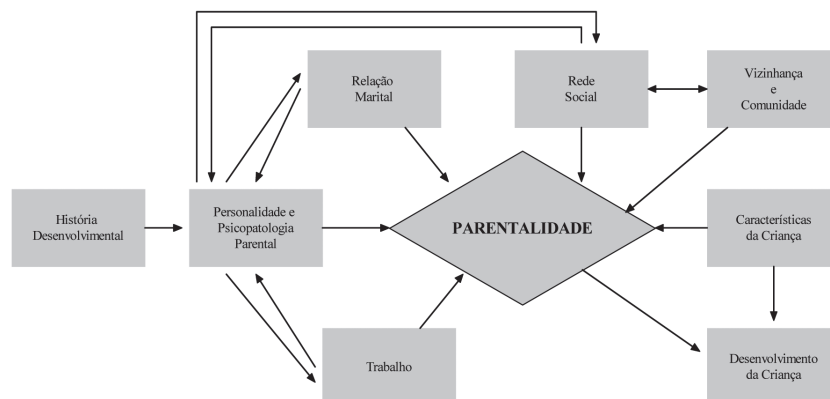 Relação
Marital
Rede
Social
Vizinhança
e
Comunidade
História
Desenvolvimental
Personalidade e
Psicopatologia
Parental
PARENTALIDADE
Características
da Criança
Trabalho
Desenvolvimento
da Criança